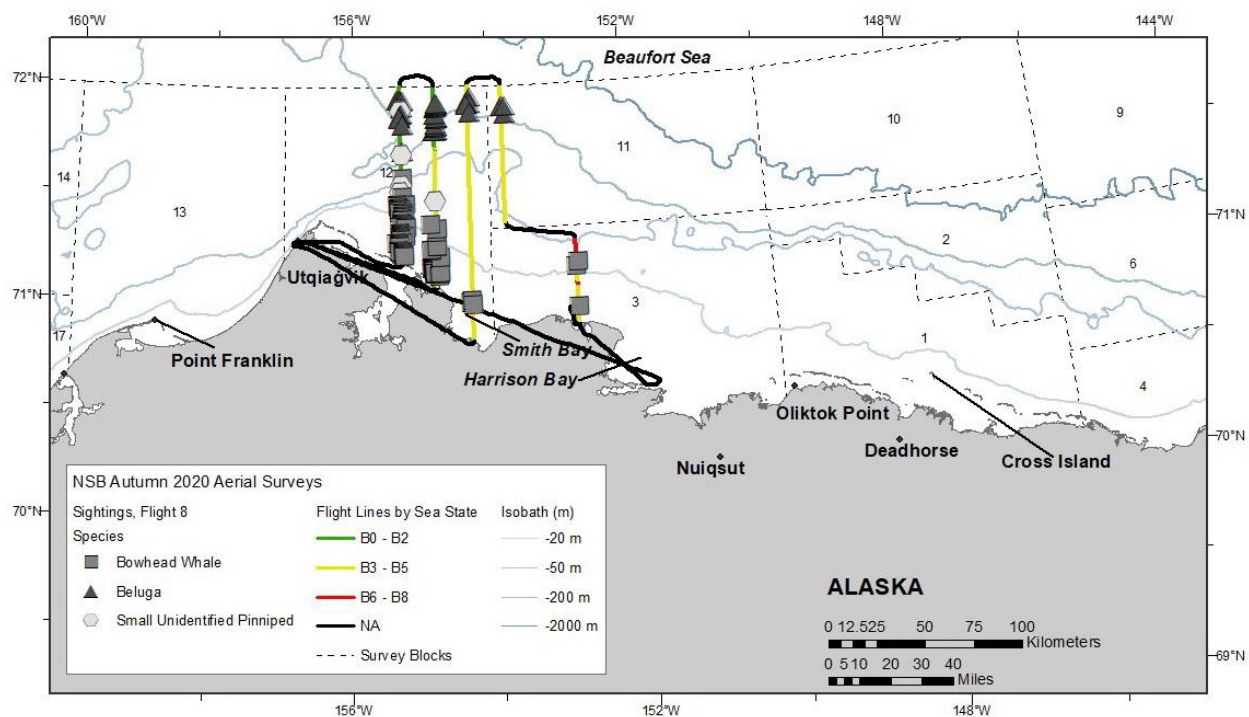 160°W 156°W 152°W 148°W 144°W
Beaufort Sea
72°N
9
10
11
14
12
13
71°N
2
6
Utqiaġvik
71°N
3
17
1
Smith Bay
Point Franklin
Harrison Bay
4
Oliktok Point
70°N
Deadhorse
Cross Island
Nuiqsut
NSB Autumn 2020 Aerial Surveys
Sightings, Flight 8
Flight Lines by Sea State
Isobath (m)
70°N
Species
B0 - B2
-20 m
Bowhead Whale
B3 - B5
-50 m
Beluga
B6 - B8
-200 m
Small Unidentified Pinniped
NA
-2000 m
Survey Blocks
ALASKA
0 12.525 50 75 100
Kilometers
0 510 20 30 40
Miles
69°N
156°W 152°W 148°W